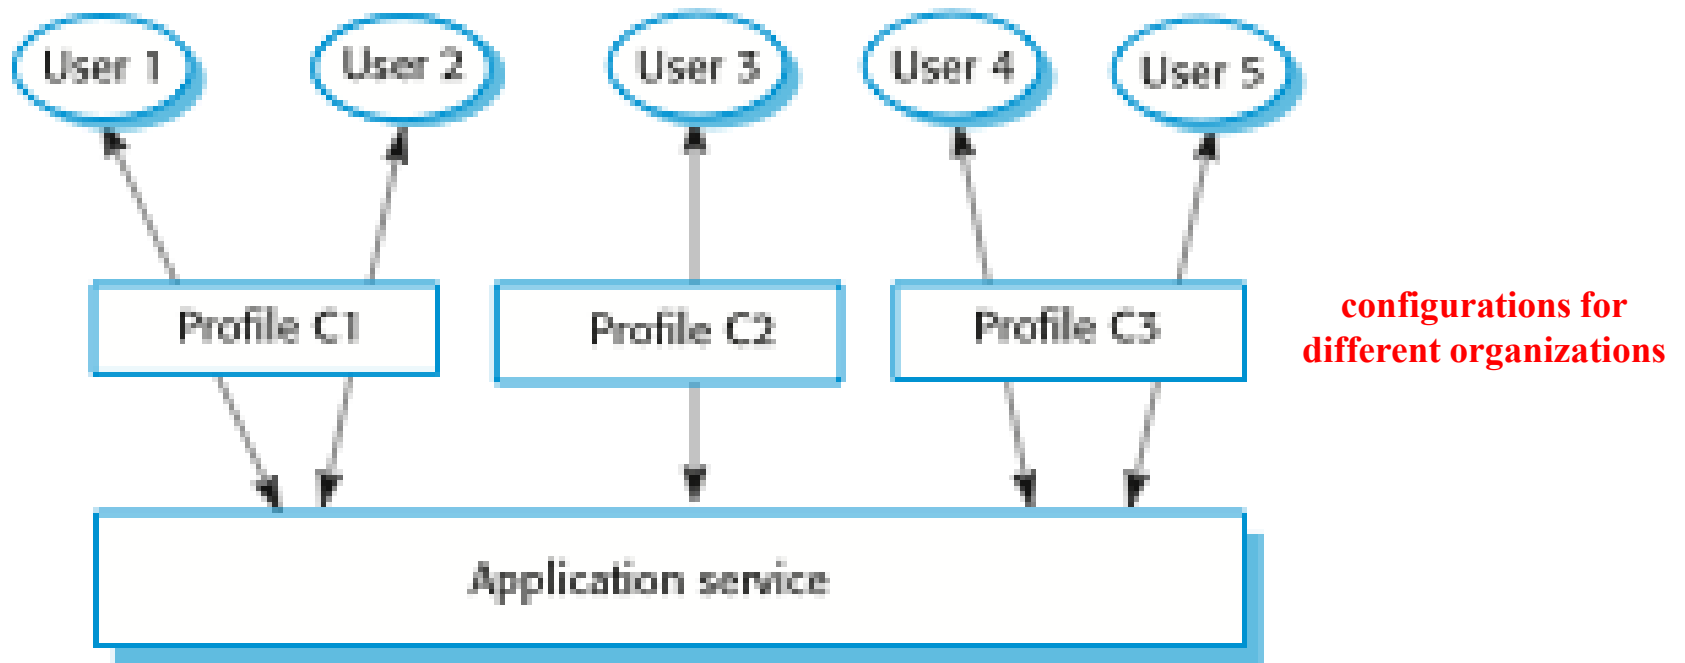 User 1
User 2
User 3
User 4
User 5
Profile C1
Profile C2
Profile C3
configurations for
different organizations
Application service